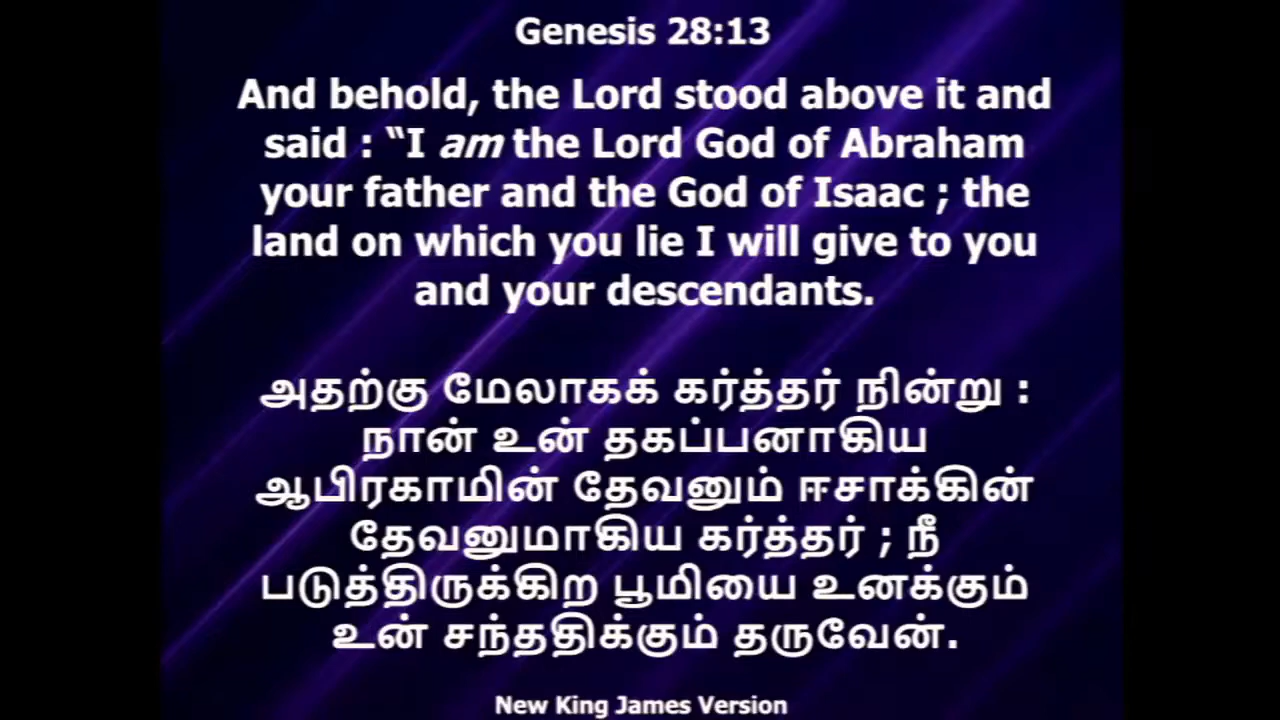 Genesis 28:13
And behold, the Lord stood above it and
said : “I am the Lord God of Abraham
your father and the God of Isaac ; the
land on which you lie I will give to you
and your descendants.
அதற்கு மேலாகக் கர்த்தர் நின்று :
நான் உன் தகப்பனாகிய
ஆபிரகாமின் தேவனும் ஈசாக்கின்
தேவனுமாகிய கர்த்தர் ; நீ
படுத்திருக்கிற பூமியை உனக்கும்
உன் சந்ததிக்கும் தருவேன்.
New King James Version